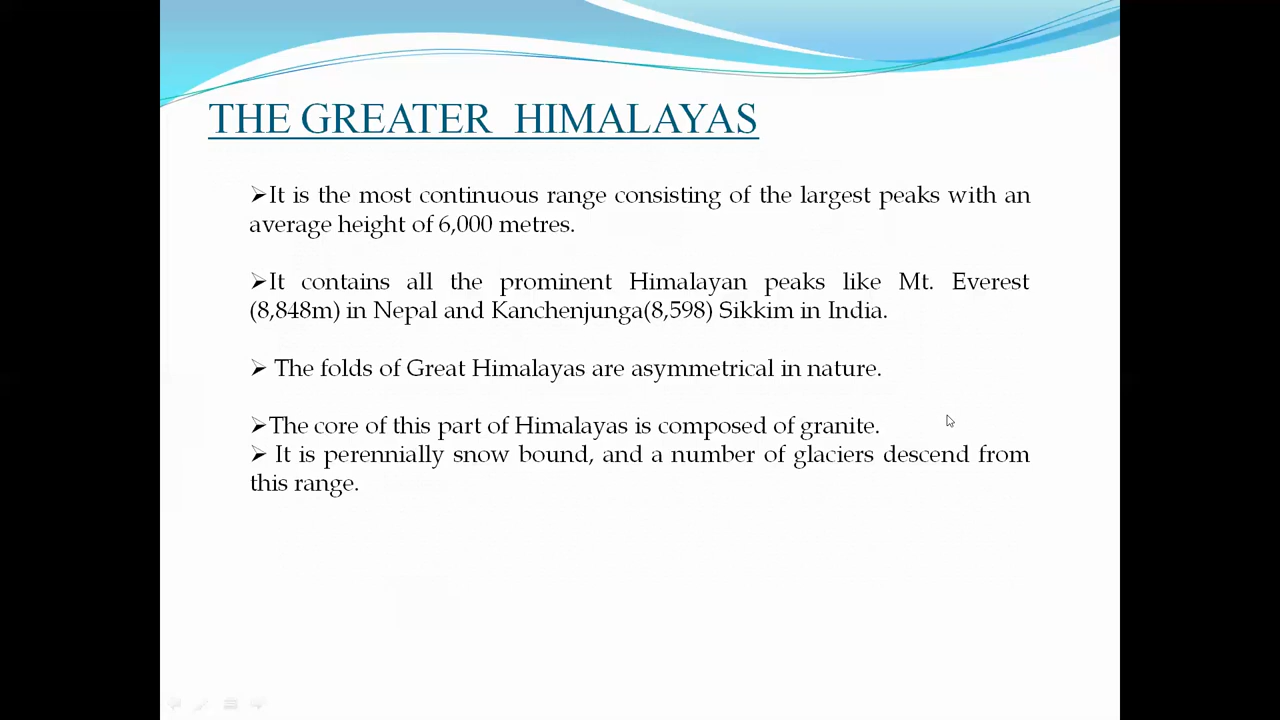 THE GREATER HIMALAYAS
➢It is the most continuous range consisting of the largest peaks with an
average height of 6,000 metres.
➢It contains all the prominent Himalayan peaks like Mt. Everest
(8,848m) in Nepal and Kanchenjunga(8,598) Sikkim in India.
➢ The folds of Great Himalayas are asymmetrical in nature.
➢The core of this part of Himalayas is composed of granite.
➢ It is perennially snow bound, and a number of glaciers descend from
this range.